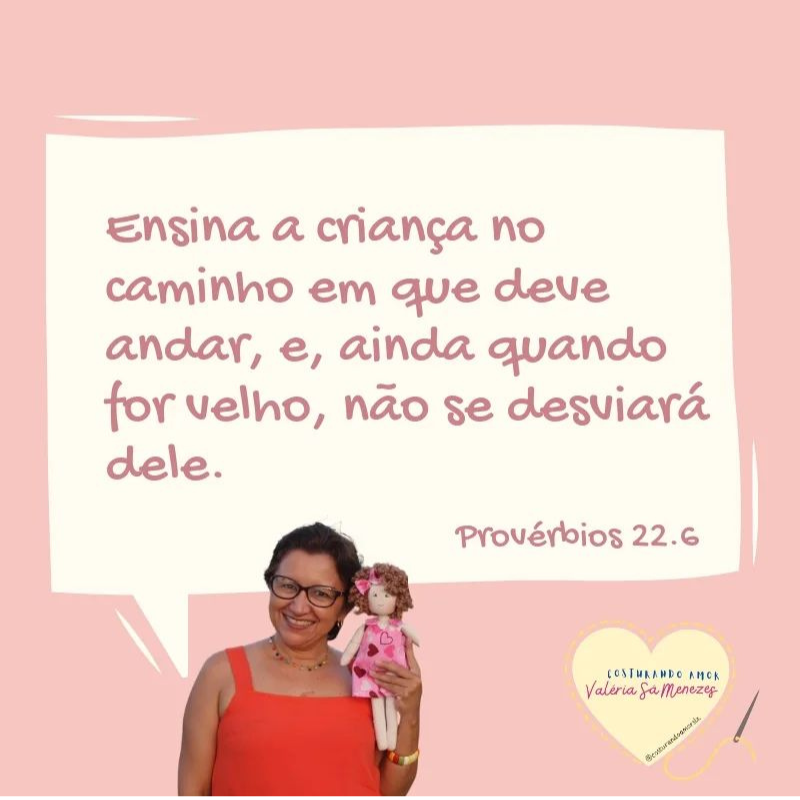 Ensina a criança no
caminho em que deve
andar, e, ainda quando
for velho, não se desviará
dele.
Provérbios 22.6
COSTURANDO AMOR
Valéria Sá Menezes